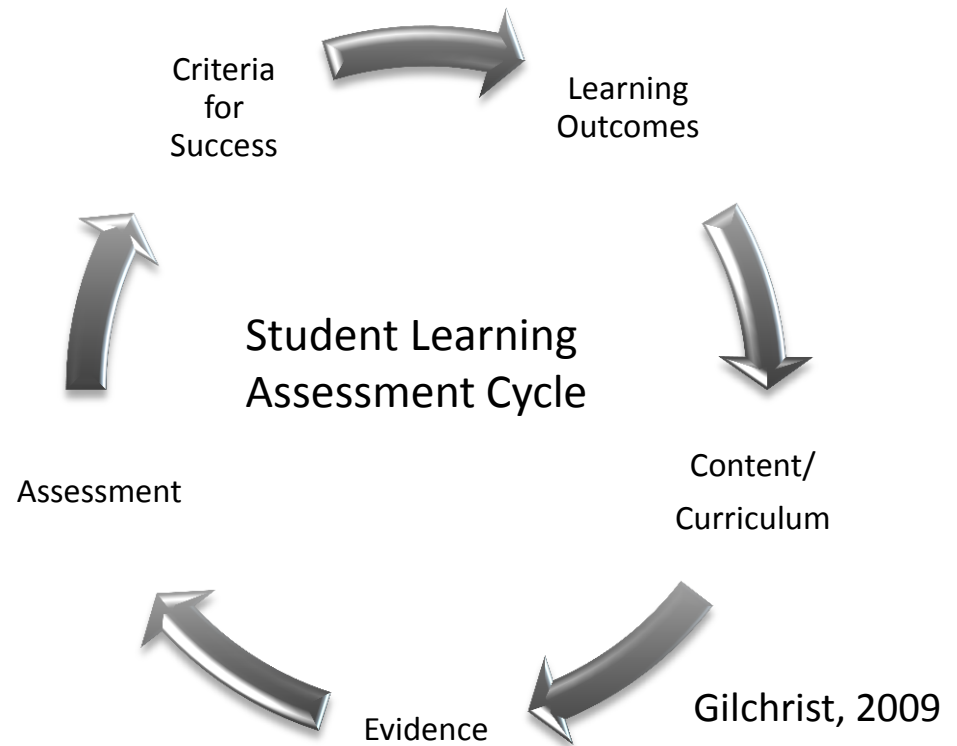 Criteria
for
Success
Learning
Outcomes
Student Learning
Assessment Cycle
Content/
Curriculum
Assessment
Evidence
Gilchrist, 2009